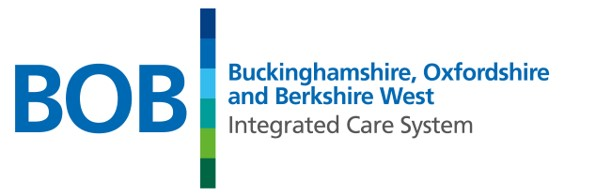 BOB
Buckinghamshire, Oxfordshire
and Berkshire West
Integrated Care System